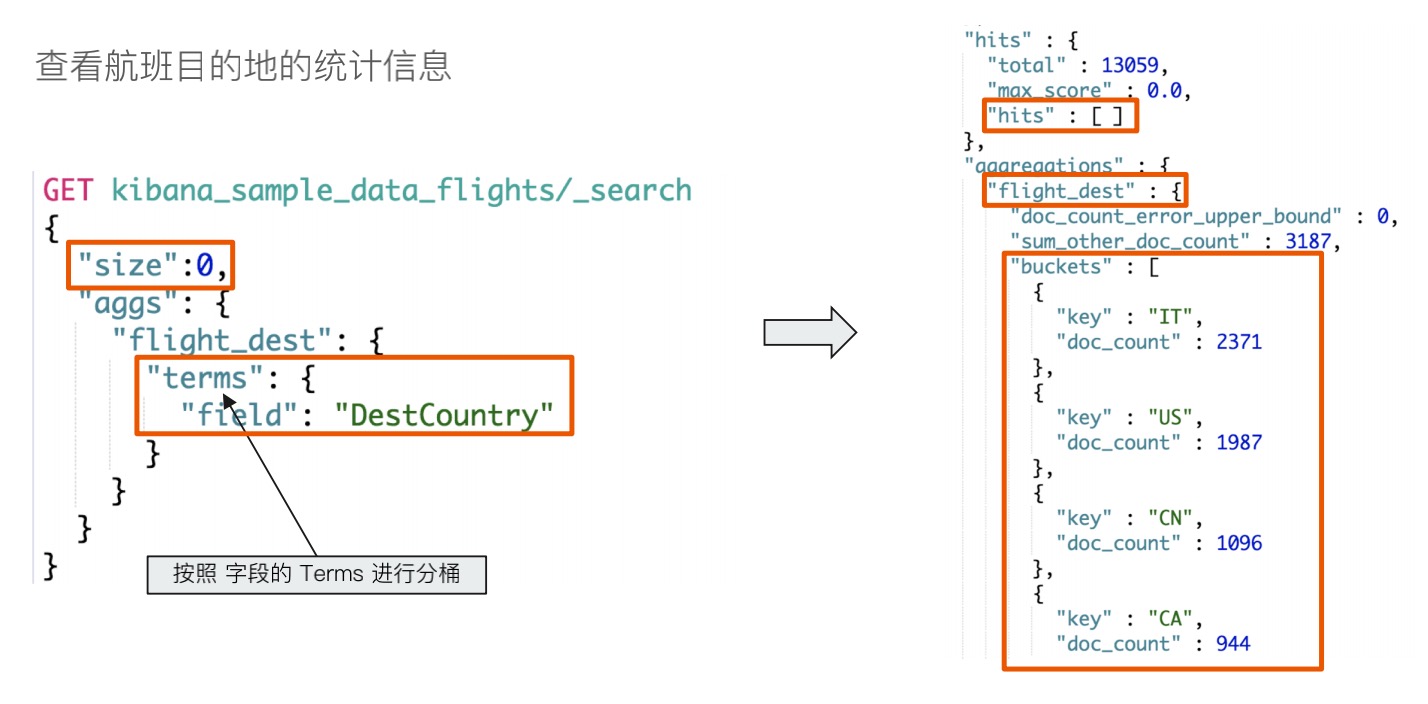 查看航班目的地的统计信息
GET kibana_sample_data_flights/_search
{
"size":0,
"aggs": {
"flight_dest": {
"terms": {
"field": "DestCountry"
}
}
}
}
按照 字段的 Terms 进行分桶
"hits" : {
"total" : 13059,
"max_score" : 0.0,
"hits" : [ ]
},
"aggregations" : {
"flight_dest" : {
"doc_count_error_upper_bound" : 0,
"sum_other_doc_count" : 3187,
"buckets" : [
{
"key" : "IT",
"doc_count" : 2371
},
{
"key" : "US",
"doc_count" : 1987
},
{
"key" : "CN",
"doc_count" : 1096
},
{
"key" : "CA",
"doc_count" : 944